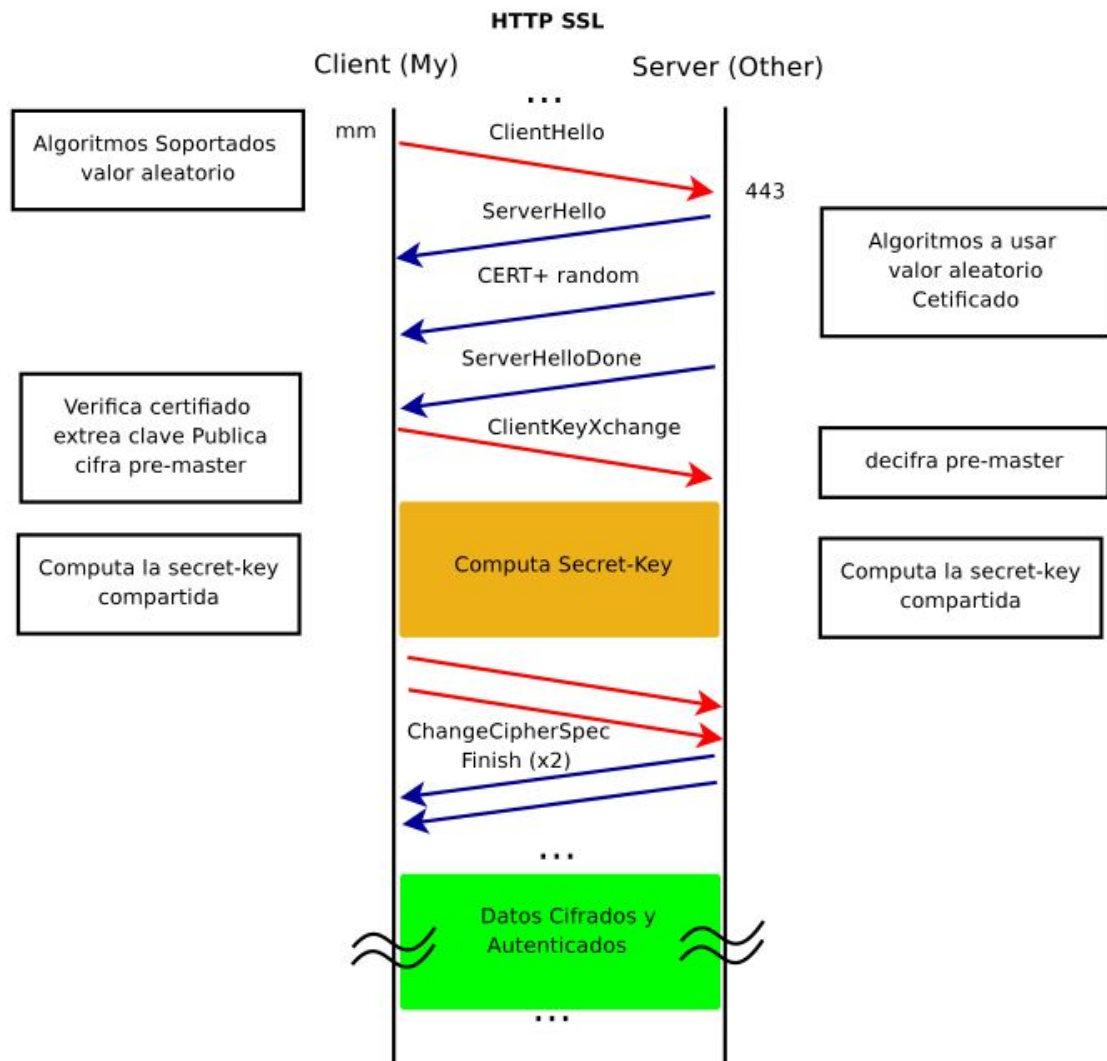 HTTP SSL
Client (My)
Server (Other)
...
mm
ClientHello
Algoritmos Soportados
valor aleatorio
443
ServerHello
Algoritmos a usar
valor aleatorio
Cetificado
CERT+ random
ServerHelloDone
Verifica certifiado
extrea clave Publica
cifra pre-master
ClientKeyXchange
decifra pre-master
Computa Secret-Key
Computa la secret-key
compartida
Computa la secret-key
compartida
ChangeCipherSpec
Finish (x2)
...
Datos Cifrados y
Autenticados
...